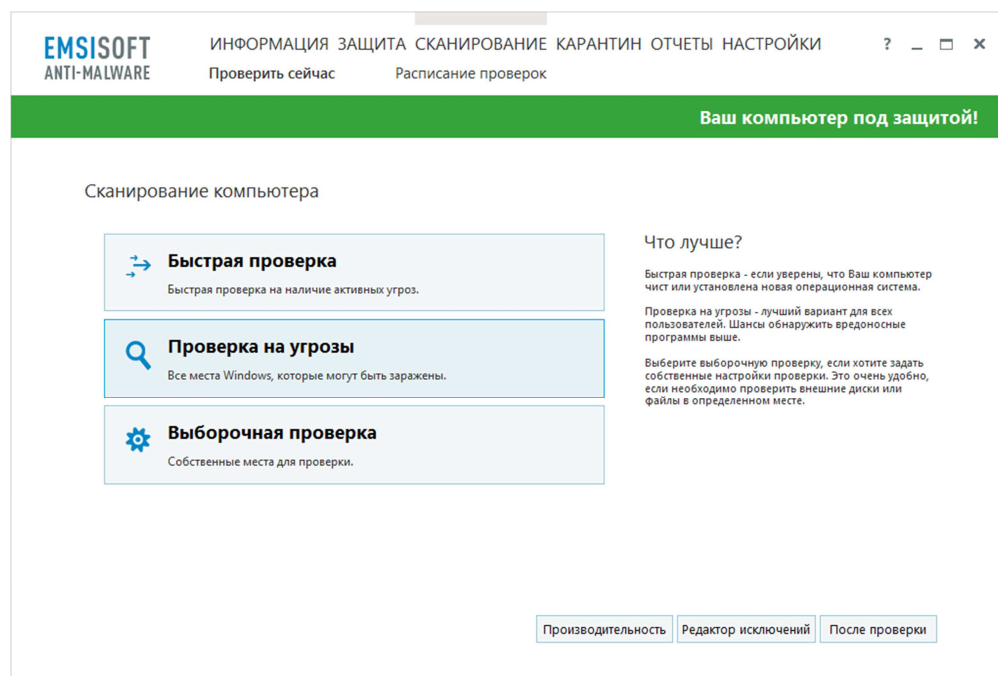 EMSISOFT
ANTI-MALWARE
ИНФОРМАЦИЯ ЗАЩИТА СКАНИРОВАНИЕ КАРАНТИН ОТЧЕТЫ НАСТРОЙКИ ?
Проверить сейчас Расписание проверок
Ваш компьютер под защитой!
Сканирование компьютера
Быстрая проверка
Быстрая проверка на наличие активных угроз.
Проверка на угрозы
Все места Windows, которые могут быть заражены.
Выборочная проверка
Собственные места для проверки.
Что лучше?
Быстрая проверка - если уверены, что Ваш компьютер
чист или установлена новая операционная система.
Проверка на угрозы - лучший вариант для всех
пользователей. Шансы обнаружить вредоносные
программы выше.
Выберите выборочную проверку, если хотите задать
собственные настройки проверки. Это очень удобно,
если необходимо проверить внешние диски или
файлы в определенном месте.
Производительность Редактор исключений После проверки